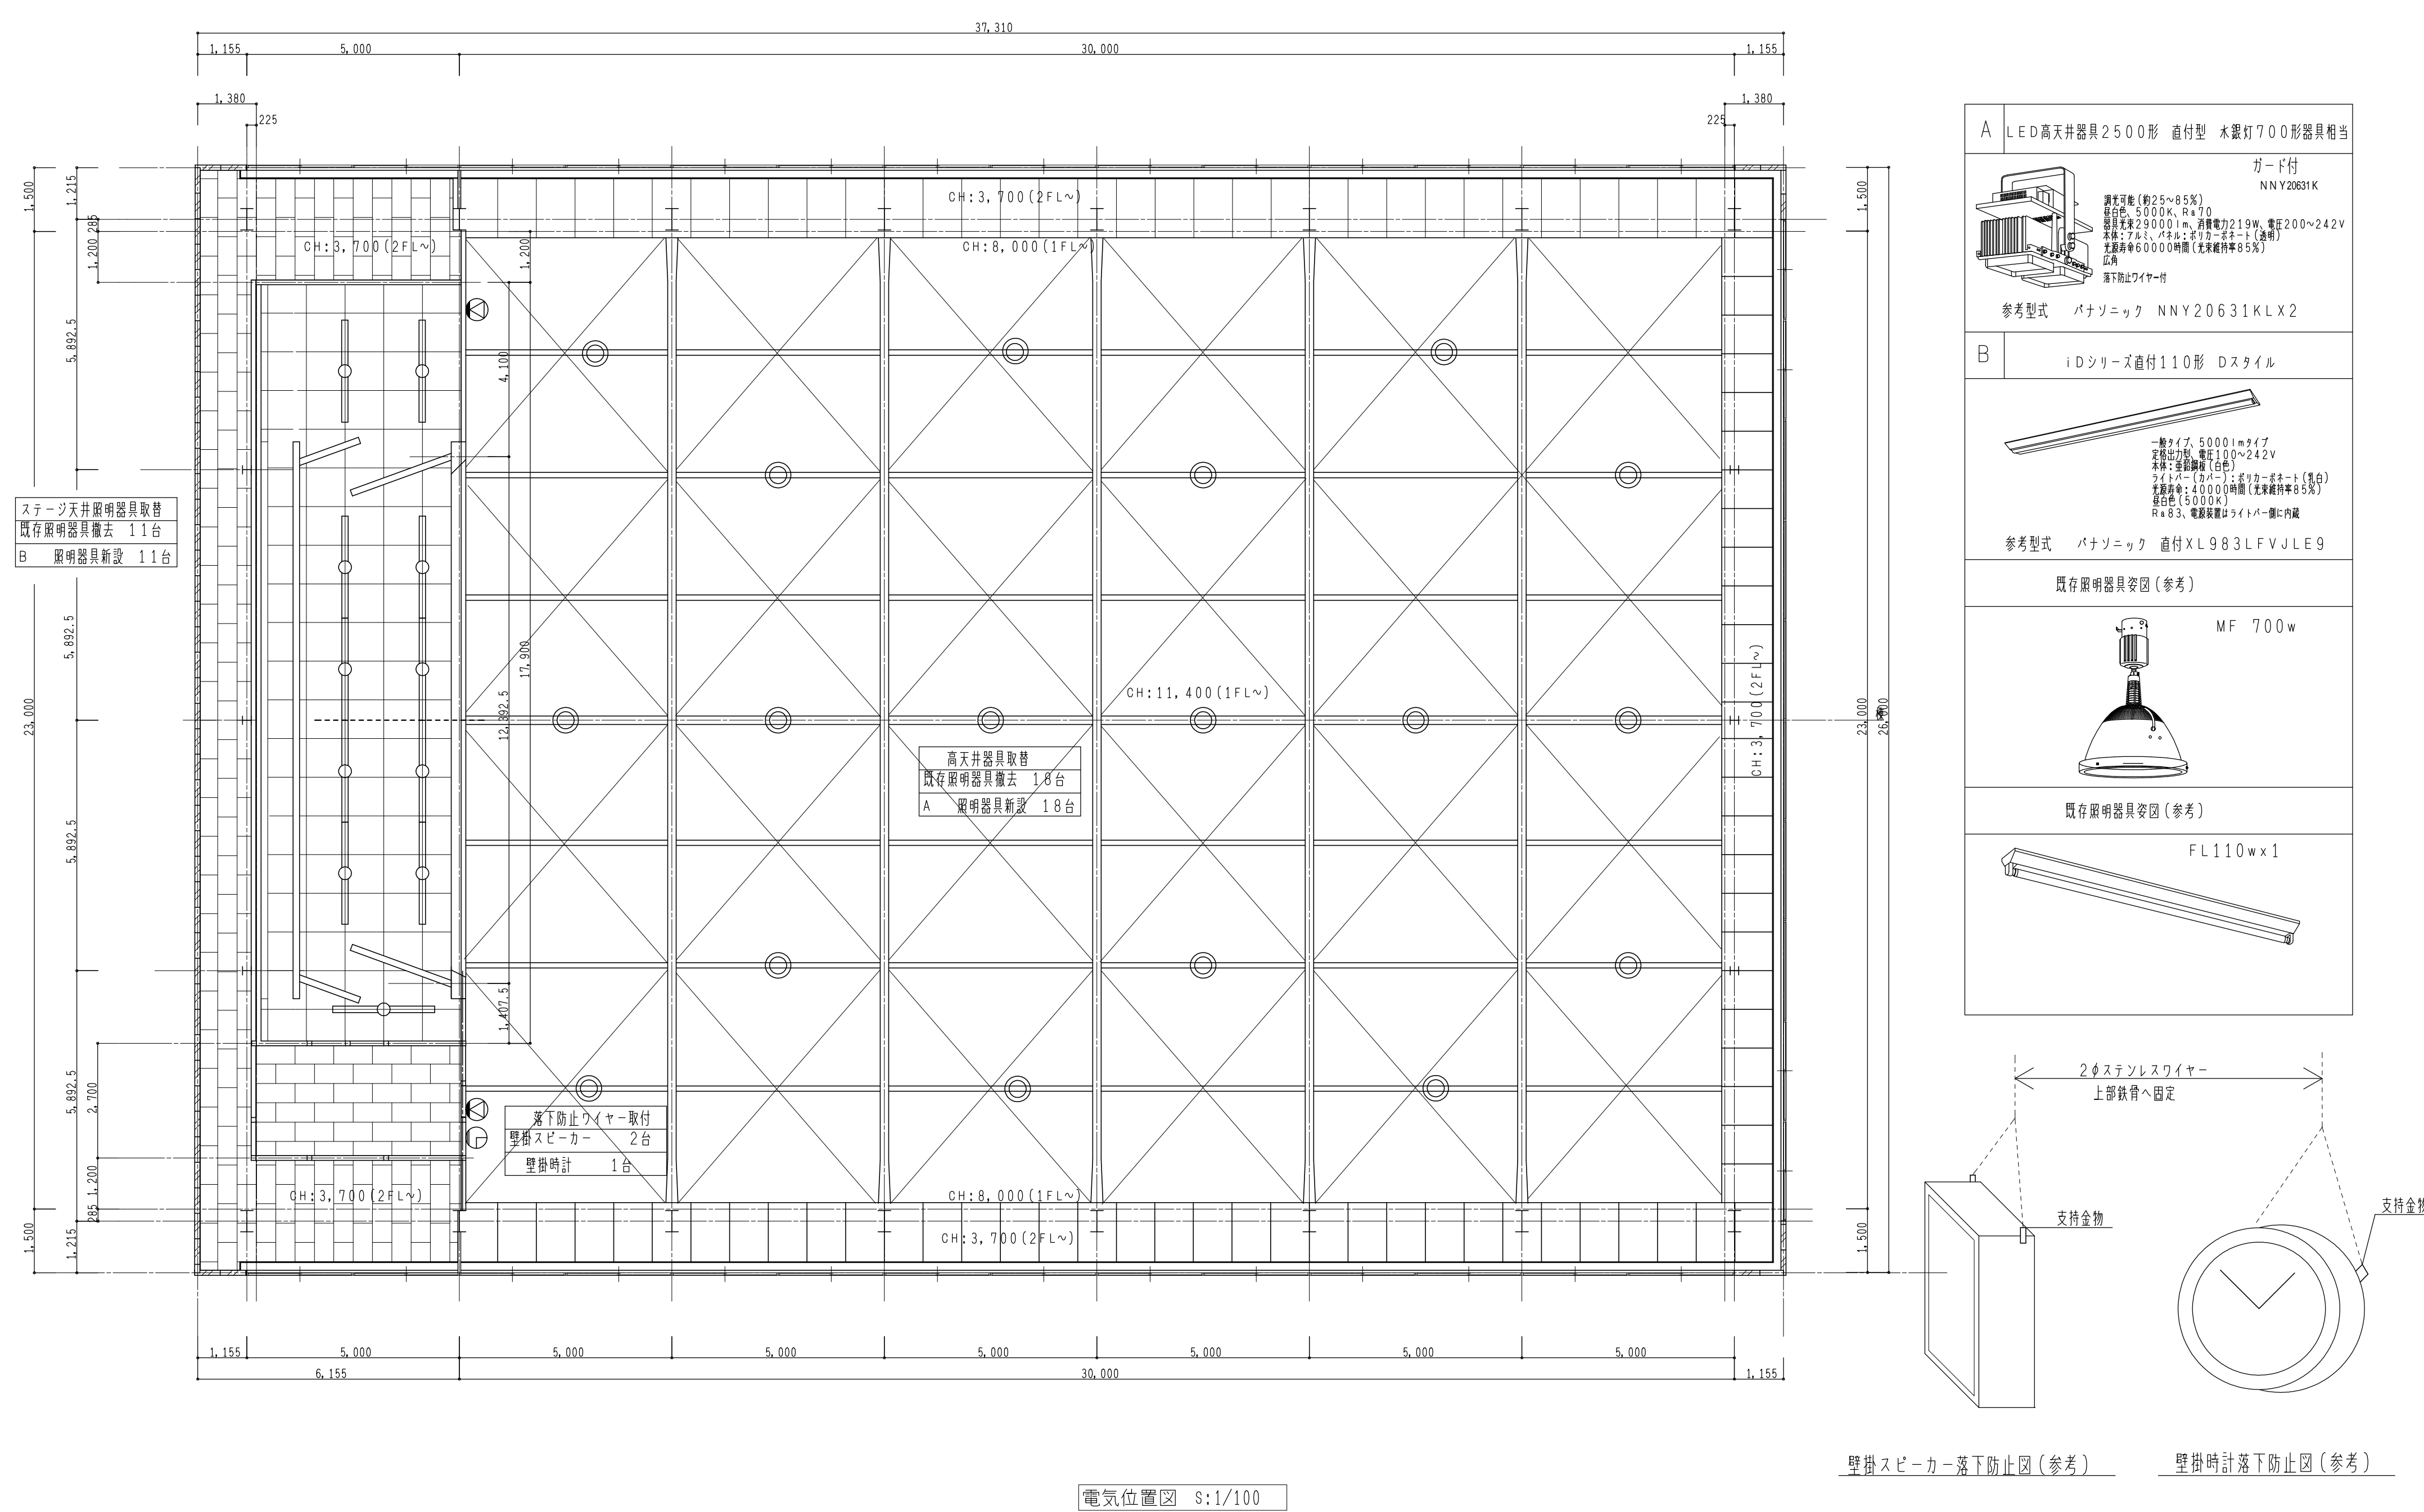 37,310
1,155
5,000
30,000
1,155
1,380
225
1,380
225
1,500
1,215
285
1,200
5,892.5
5,892.5
23,000
5,892.5
5,892.5
2,700
1,200
285
1,215
1,500
ステージ天井照明器具取替
既存照明器具撤去 11台
B 照明器具新設 11台
CH:3,700(2FL~)
CH:3,700(2FL~)
CH:8,000(1FL~)
1,200
4,100
17,900
12,392.5
1,407.5
CH:11,400(1FL~)
CH:3,700(2FL~)
高天井器具取替
既存照明器具撤去 18台
A 照明器具新設 18台
落下防止ワイヤー取付
壁掛スピーカー 2台
壁掛時計 1台
CH:3,700(2FL~)
CH:8,000(1FL~)
CH:3,700(2FL~)
1,500
23,000
26,000
1,500
1,155
5,000
5,000
5,000
5,000
5,000
5,000
5,000
6,155
30,000
1,155
A LED高天井器具2500形 直付型 水銀灯700形器具相当
ガード付
NNY20631K
調光可能(約25~85%)
昼白色、5000K、Ra70
器具光束29000lm、消費電力219W、電圧200~242V
本体:アルミ、パネル:ポリカーボネート(透明)
光源寿命60000時間(光束維持率85%)
広角
落下防止ワイヤー付
参考型式 パナソニック NNY20631KLX2
B iDシリーズ直付110形 Dスタイル
一般タイプ、5000lmタイプ
定格出力型、電圧100~242V
本体:亜鉛鋼板(白色)
ライトバー(カバー):ポリカーボネート(乳白)
光源寿命:40000時間(光束維持率85%)
昼白色(5000K)
Ra83、電源装置はライトバー側に内蔵
参考型式 パナソニック 直付XL983LFVJLE9
既存照明器具姿図(参考)
MF 700w
既存照明器具姿図(参考)
FL110wx1
2φステンレスワイヤー
上部鉄骨へ固定
支持金物
支持金物
壁掛スピーカー落下防止図(参考)
壁掛時計落下防止図(参考)
電気位置図 S:1/100